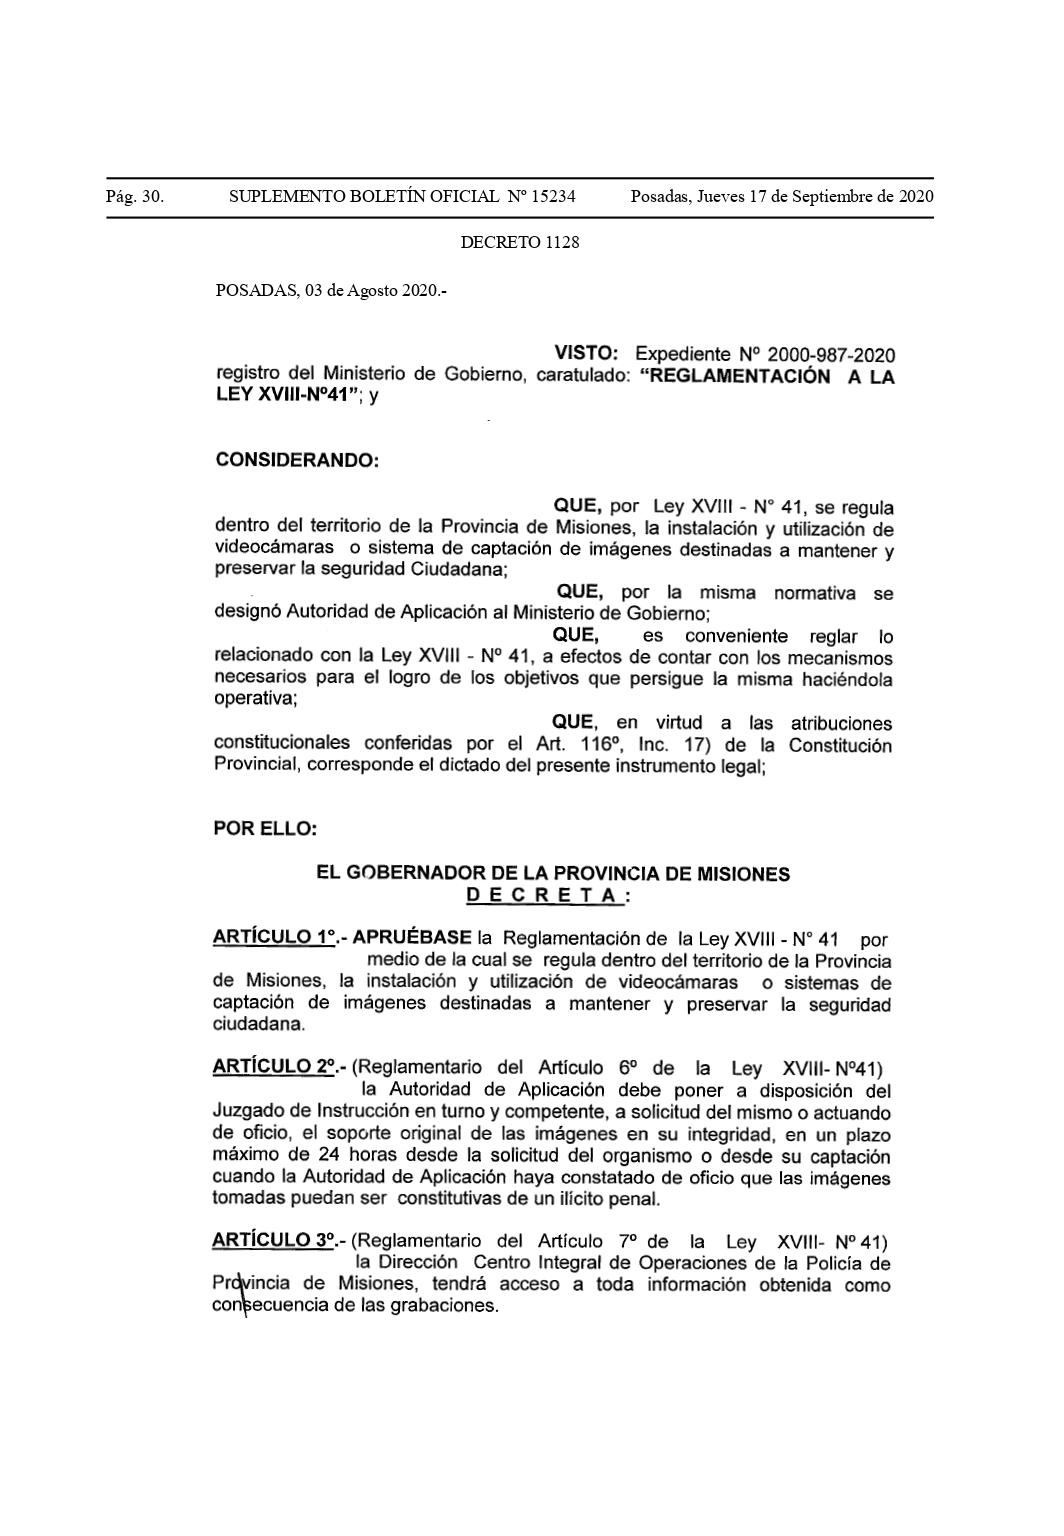 Pág. 30. SUPLEMENTO BOLETÍN OFICIAL Nº 15234 Posadas, Jueves 17 de Septiembre de 2020
DECRETO 1128
POSADAS, 03 de Agosto 2020.-
VISTO: Expediente Nº 2000-987-2020
registro del Ministerio de Gobierno, caratulado: “REGLAMENTACIÓN A LA
LEY XVIII-Nº41”; y
CONSIDERANDO:
QUE, por Ley XVIII - N° 41, se regula
dentro del territorio de la Provincia de Misiones, la instalación y utilización de
videocámaras o sistema de captación de imágenes destinadas a mantener y
preservar la seguridad Ciudadana;
QUE, por la misma normativa se
designó Autoridad de Aplicación al Ministerio de Gobierno;
QUE, es conveniente reglar lo
relacionado con la Ley XVIII - Nº 41, a efectos de contar con los mecanismos
necesarios para el logro de los objetivos que persigue la misma haciéndola
operativa;
QUE, en virtud a las atribuciones
constitucionales conferidas por el Art. 116º, Inc. 17) de la Constitución
Provincial, corresponde el dictado del presente instrumento legal;
POR ELLO:
EL GOBERNADOR DE LA PROVINCIA DE MISIONES
D E C R E T A :
ARTÍCULO 1º.- APRUÉBASE la Reglamentación de la Ley XVIII - N° 41 por
medio de la cual se regula dentro del territorio de la Provincia
de Misiones, la instalación y utilización de videocámaras o sistemas de
captación de imágenes destinadas a mantener y preservar la seguridad
ciudadana.
ARTÍCULO 2º.- (Reglamentario del Artículo 6º de la Ley XVIII- Nº41)
la Autoridad de Aplicación debe poner a disposición del
Juzgado de Instrucción en turno y competente, a solicitud del mismo o actuando
de oficio, el soporte original de las imágenes en su integridad, en un plazo
máximo de 24 horas desde la solicitud del organismo o desde su captación
cuando la Autoridad de Aplicación haya constatado de oficio que las imágenes
tomadas puedan ser constitutivas de un ilícito penal.
ARTÍCULO 3º.- (Reglamentario del Artículo 7º de la Ley XVIII- Nº 41)
la Dirección Centro Integral de Operaciones de la Policía de
Provincia de Misiones, tendrá acceso a toda información obtenida como
consecuencia de las grabaciones.